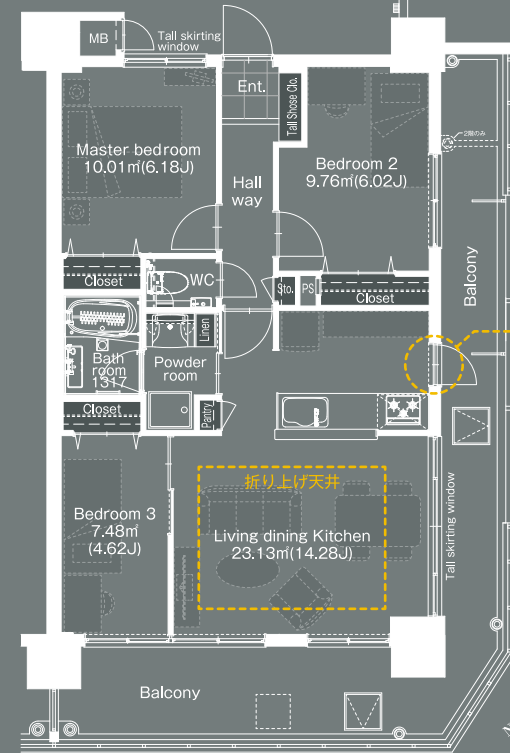 MB
Tall skirting
window
Ent.
Tall Shose Clo.
Master bedroom
10.01㎡(6.18J)
Bedroom 2
9.76㎡(6.02J)
2階のみ
Hall
way
Balcony
Closet
WC
Sto.
PS
Closet
Bath
room
1317
Linen
Powder
room
Closet
Pantry
折り上げ天井
Bedroom 3
7.48㎡
(4.62J)
Living dining Kitchen
23.13㎡(14.28J)
Tall skirting window
Balcony